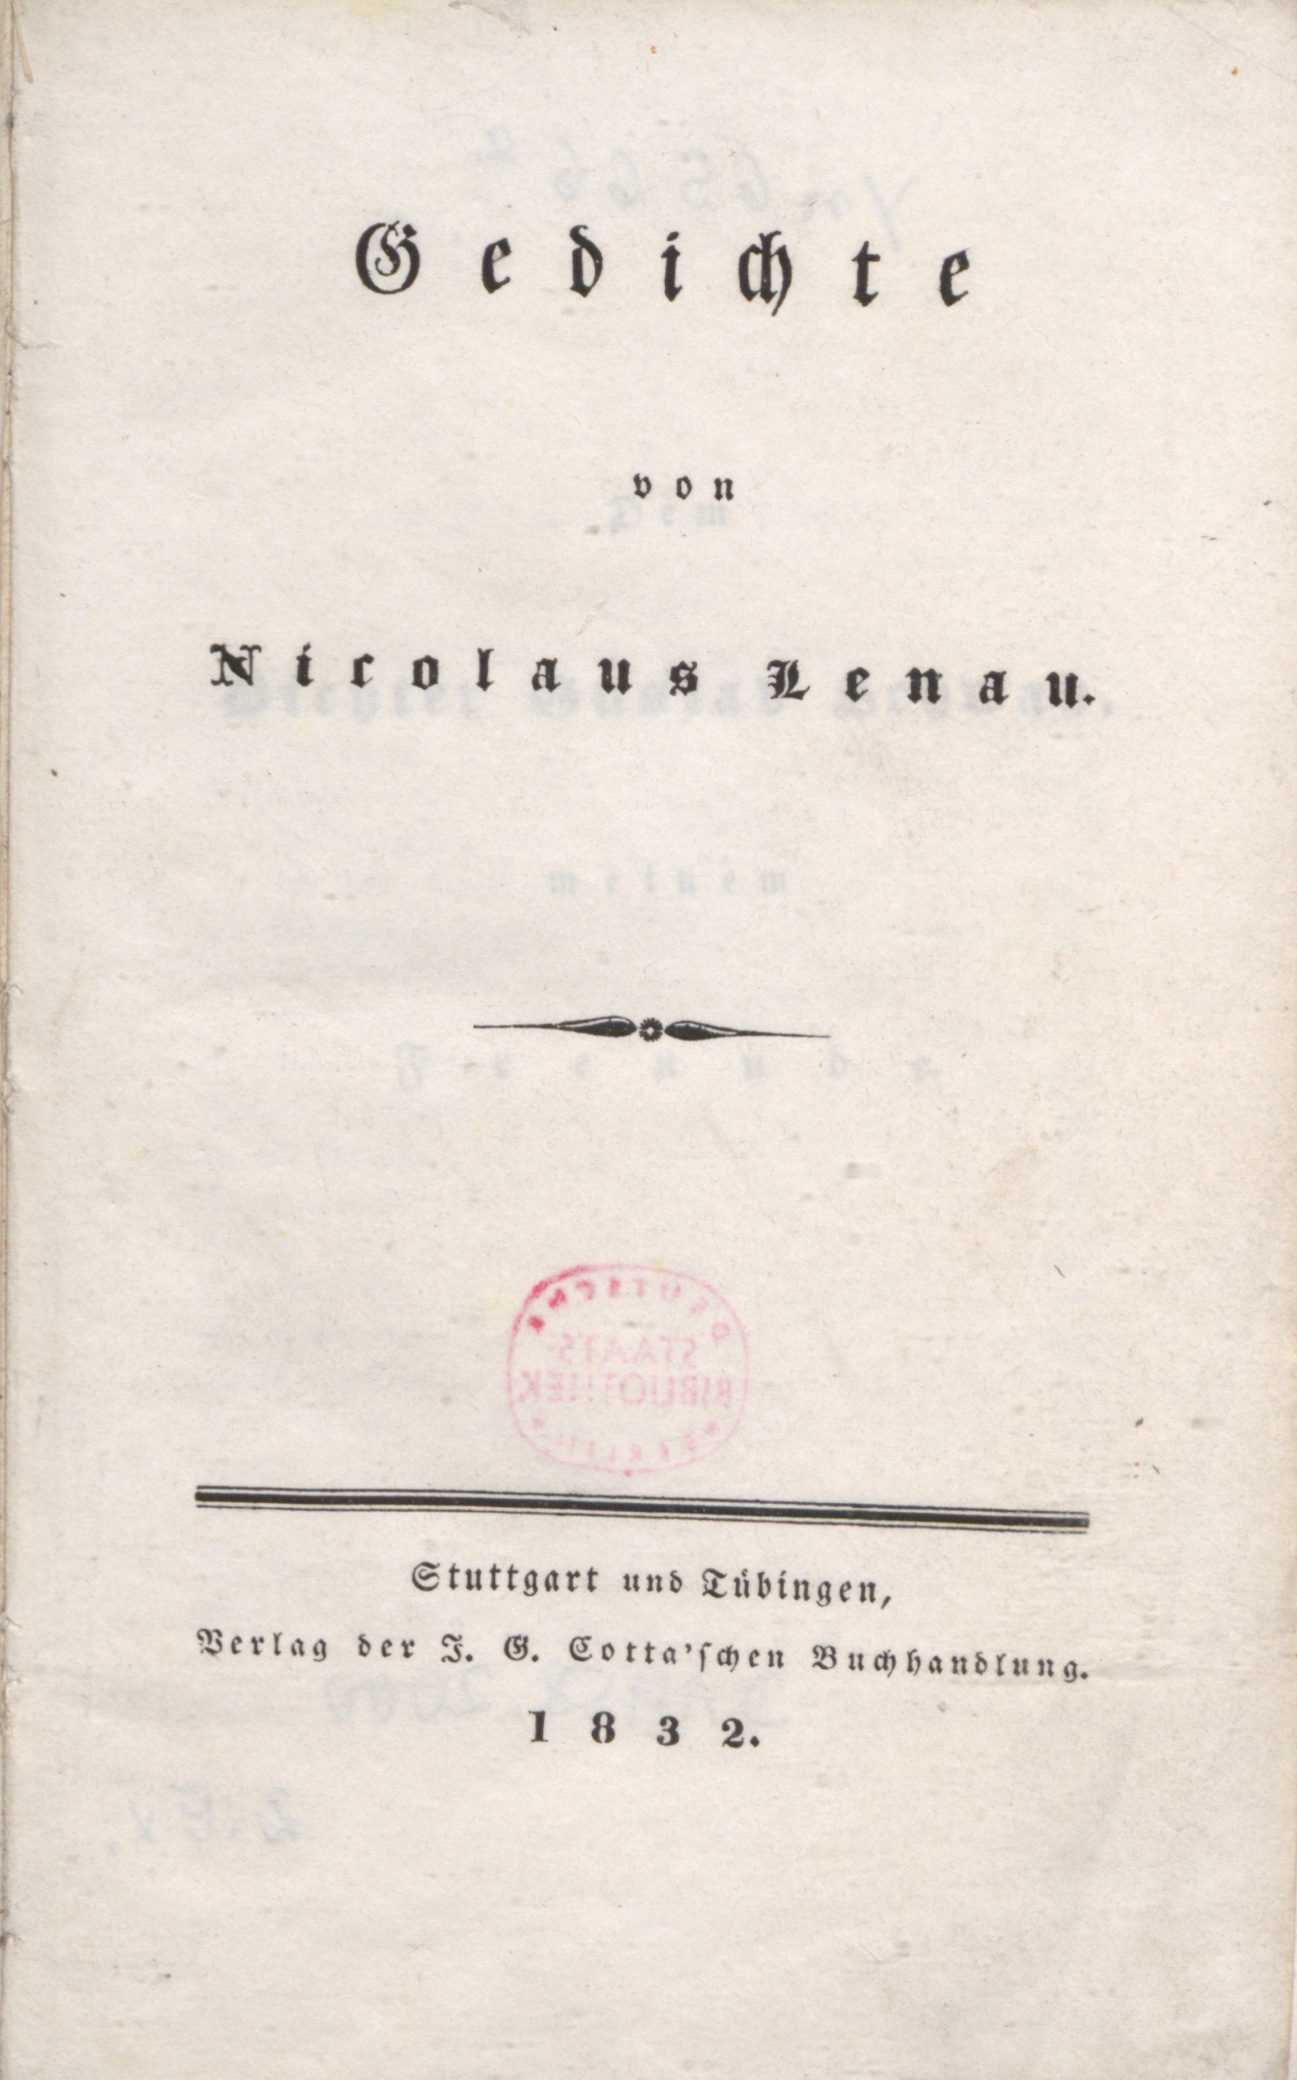 Gedichte
von
Nicolaus Lenau.
DEUTSCHE
STAATS-
BIBLIOTHEK
BERLIN
Stuttgart und Tübingen,
Verlag der J. G. Cotta'ſchen Buchhandlung.
1832.